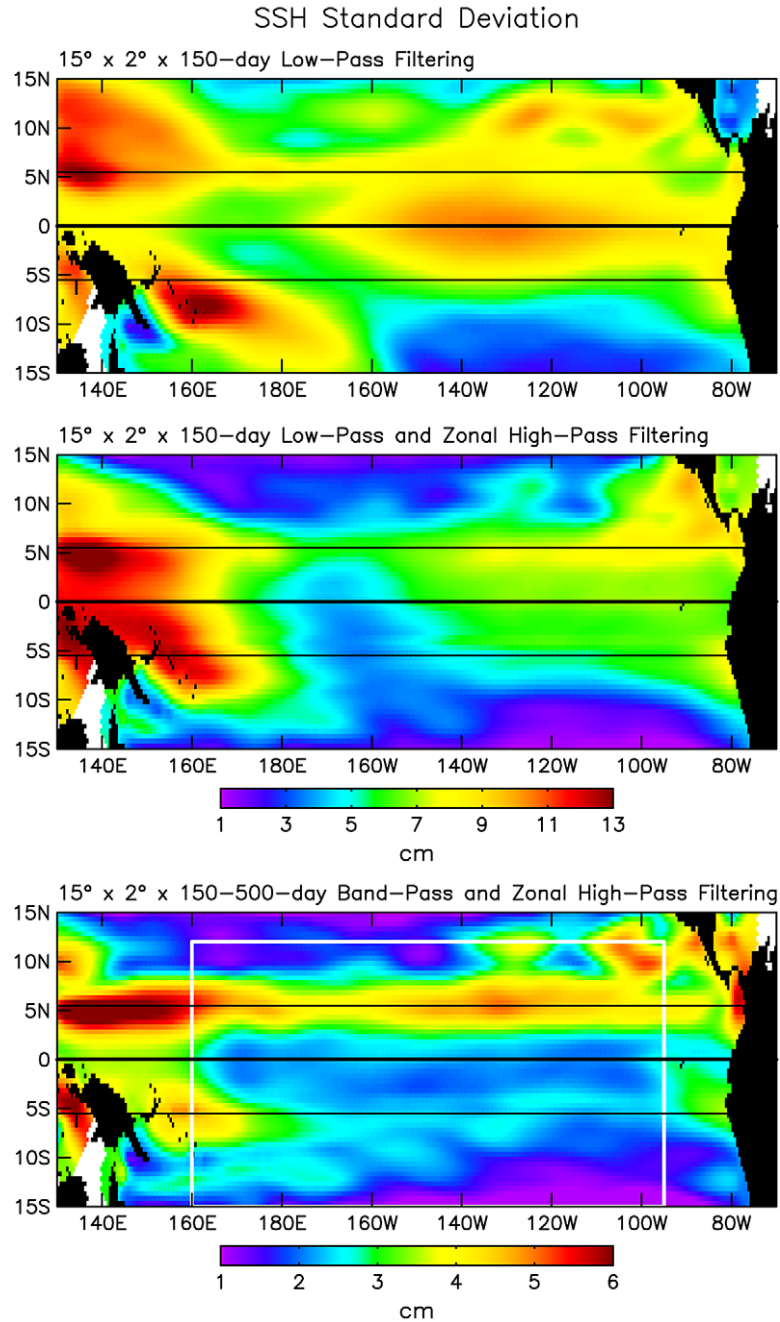 SSH Standard Deviation
15° x 2° x 150-day Low-Pass Filtering
15N
10N
5N
0
5S
10S
15S
140E 160E 180 160W 140W 120W 100W 80W
15° x 2° x 150-day Low-Pass and Zonal High-Pass Filtering
15N
10N
5N
0
5S
10S
15S
140E 160E 180 160W 140W 120W 100W 80W
1 3 5 7 9 11 13
cm
15° x 2° x 150-500-day Band-Pass and Zonal High-Pass Filtering
15N
10N
5N
0
5S
10S
15S
140E 160E 180 160W 140W 120W 100W 80W
1 2 3 4 5 6
cm